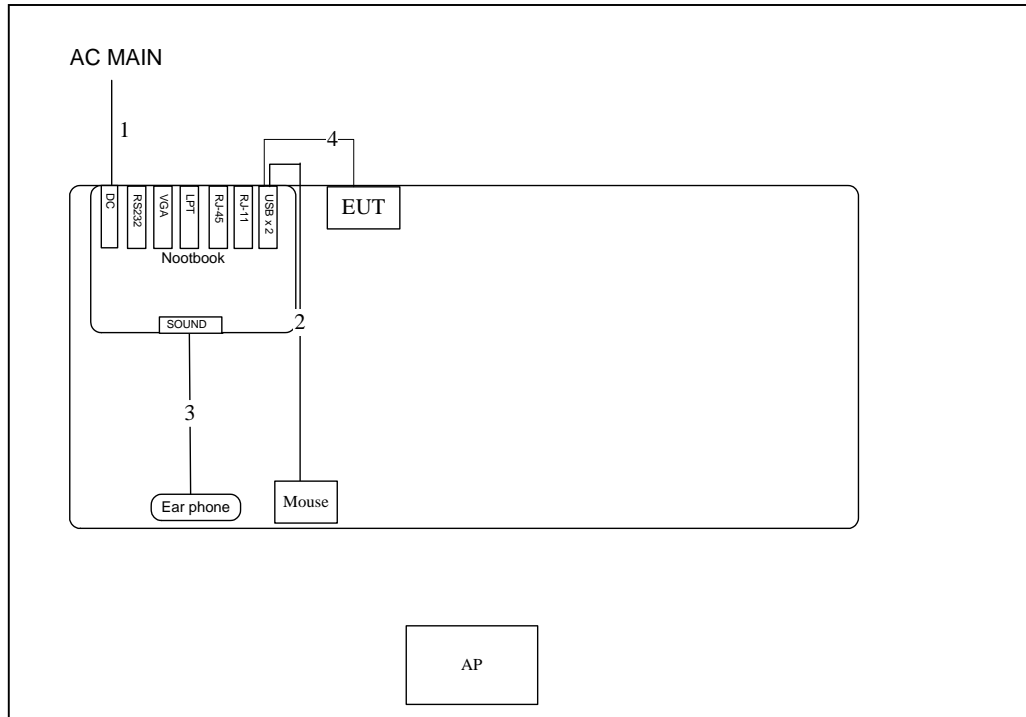 AC MAIN
1
4
DC
RS232
VGA
LPT
RJ-45
RJ-11
USB x 2
EUT
Nootbook
SOUND
2
3
Ear phone
Mouse
AP